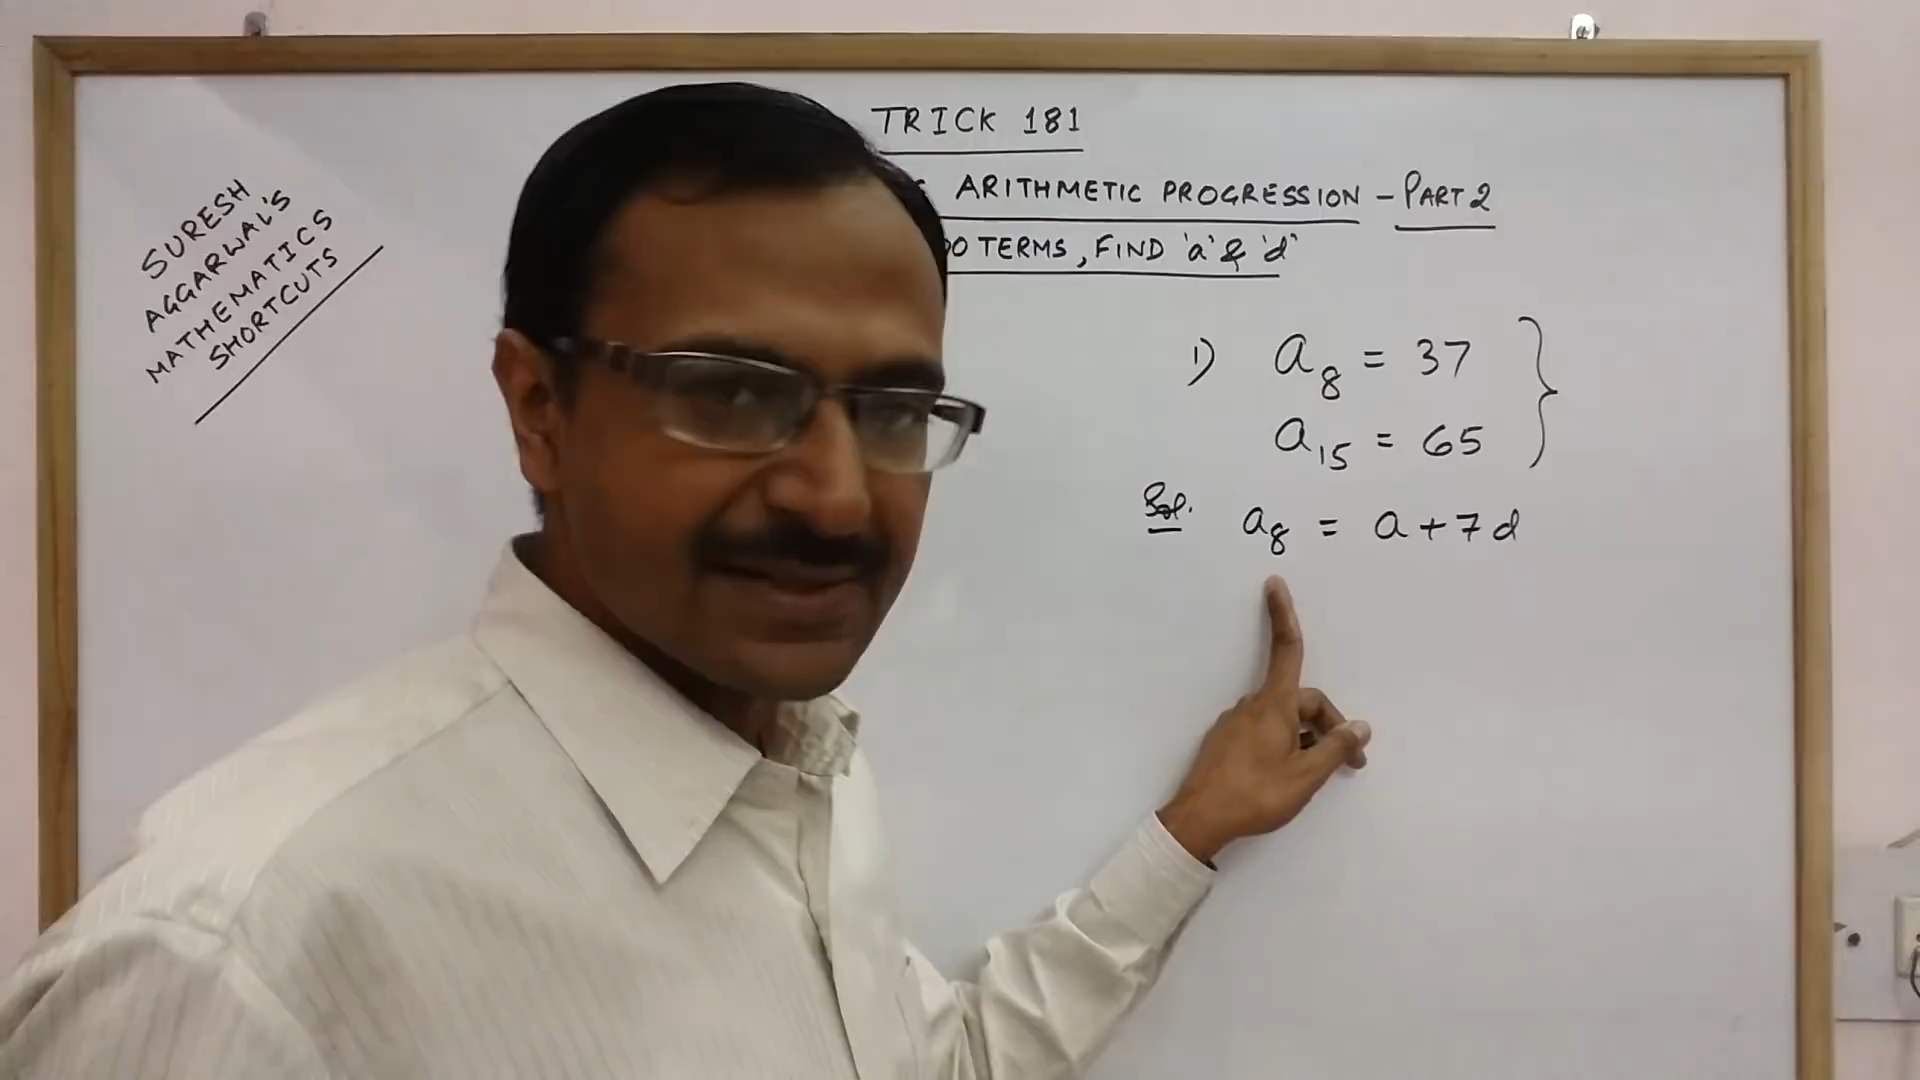 SURESH
AGGARWAL'S
MATHEMATICS
SHORTCUTS
TRICK 181
ARITHMETIC PROGRESSION - PART 2
TERMS, FIND 'a' & 'd'
1) a₈ = 37
a₁₅ = 65
Sol. a₈ = a + 7d